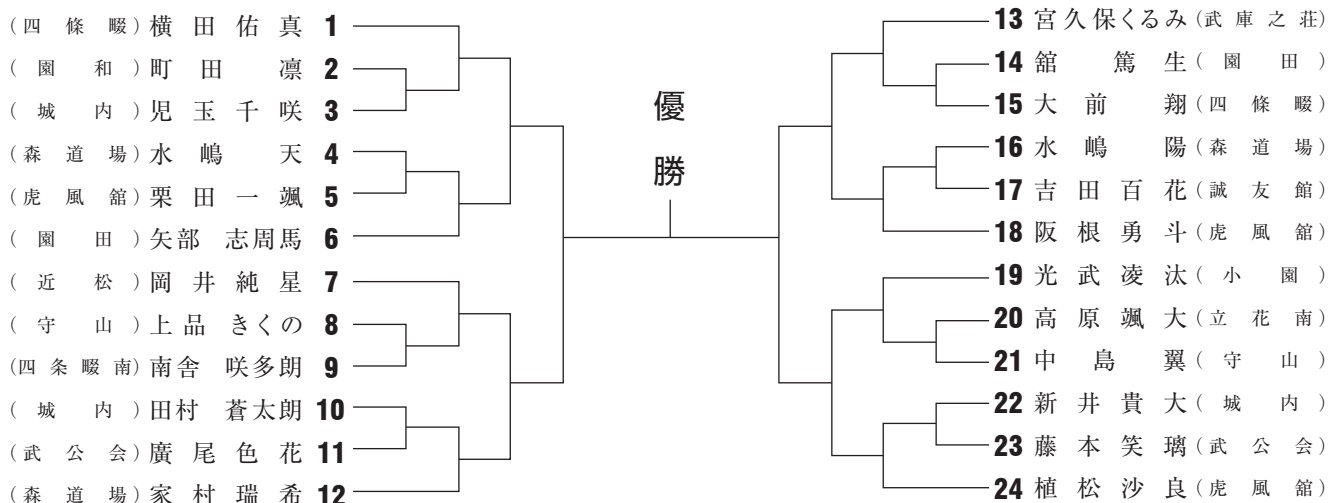 (四條畷) 横田佑真 1
(園和) 町田凛 2
(城内) 児玉千咲 3
(森道場) 水嶋天 4
(虎風舘) 栗田一颯 5
(園田) 矢部志周馬 6
(近松) 岡井純星 7
(守山) 上品きくの 8
(四条畷南) 南舎咲多朗 9
(城内) 田村蒼太朗 10
(武公会) 廣尾色花 11
(森道場) 家村瑞希 12
優勝
13 宮久保くるみ (武庫之荘)
14 舘篤生 (園田)
15 大前翔 (四條畷)
16 水嶋陽 (森道場)
17 吉田百花 (誠友館)
18 阪根勇斗 (虎風舘)
19 光武凌汰 (小園)
20 高原颯大 (立花南)
21 中島翼 (守山)
22 新井貴大 (城内)
23 藤本笑璃 (武公会)
24 植松沙良 (虎風舘)